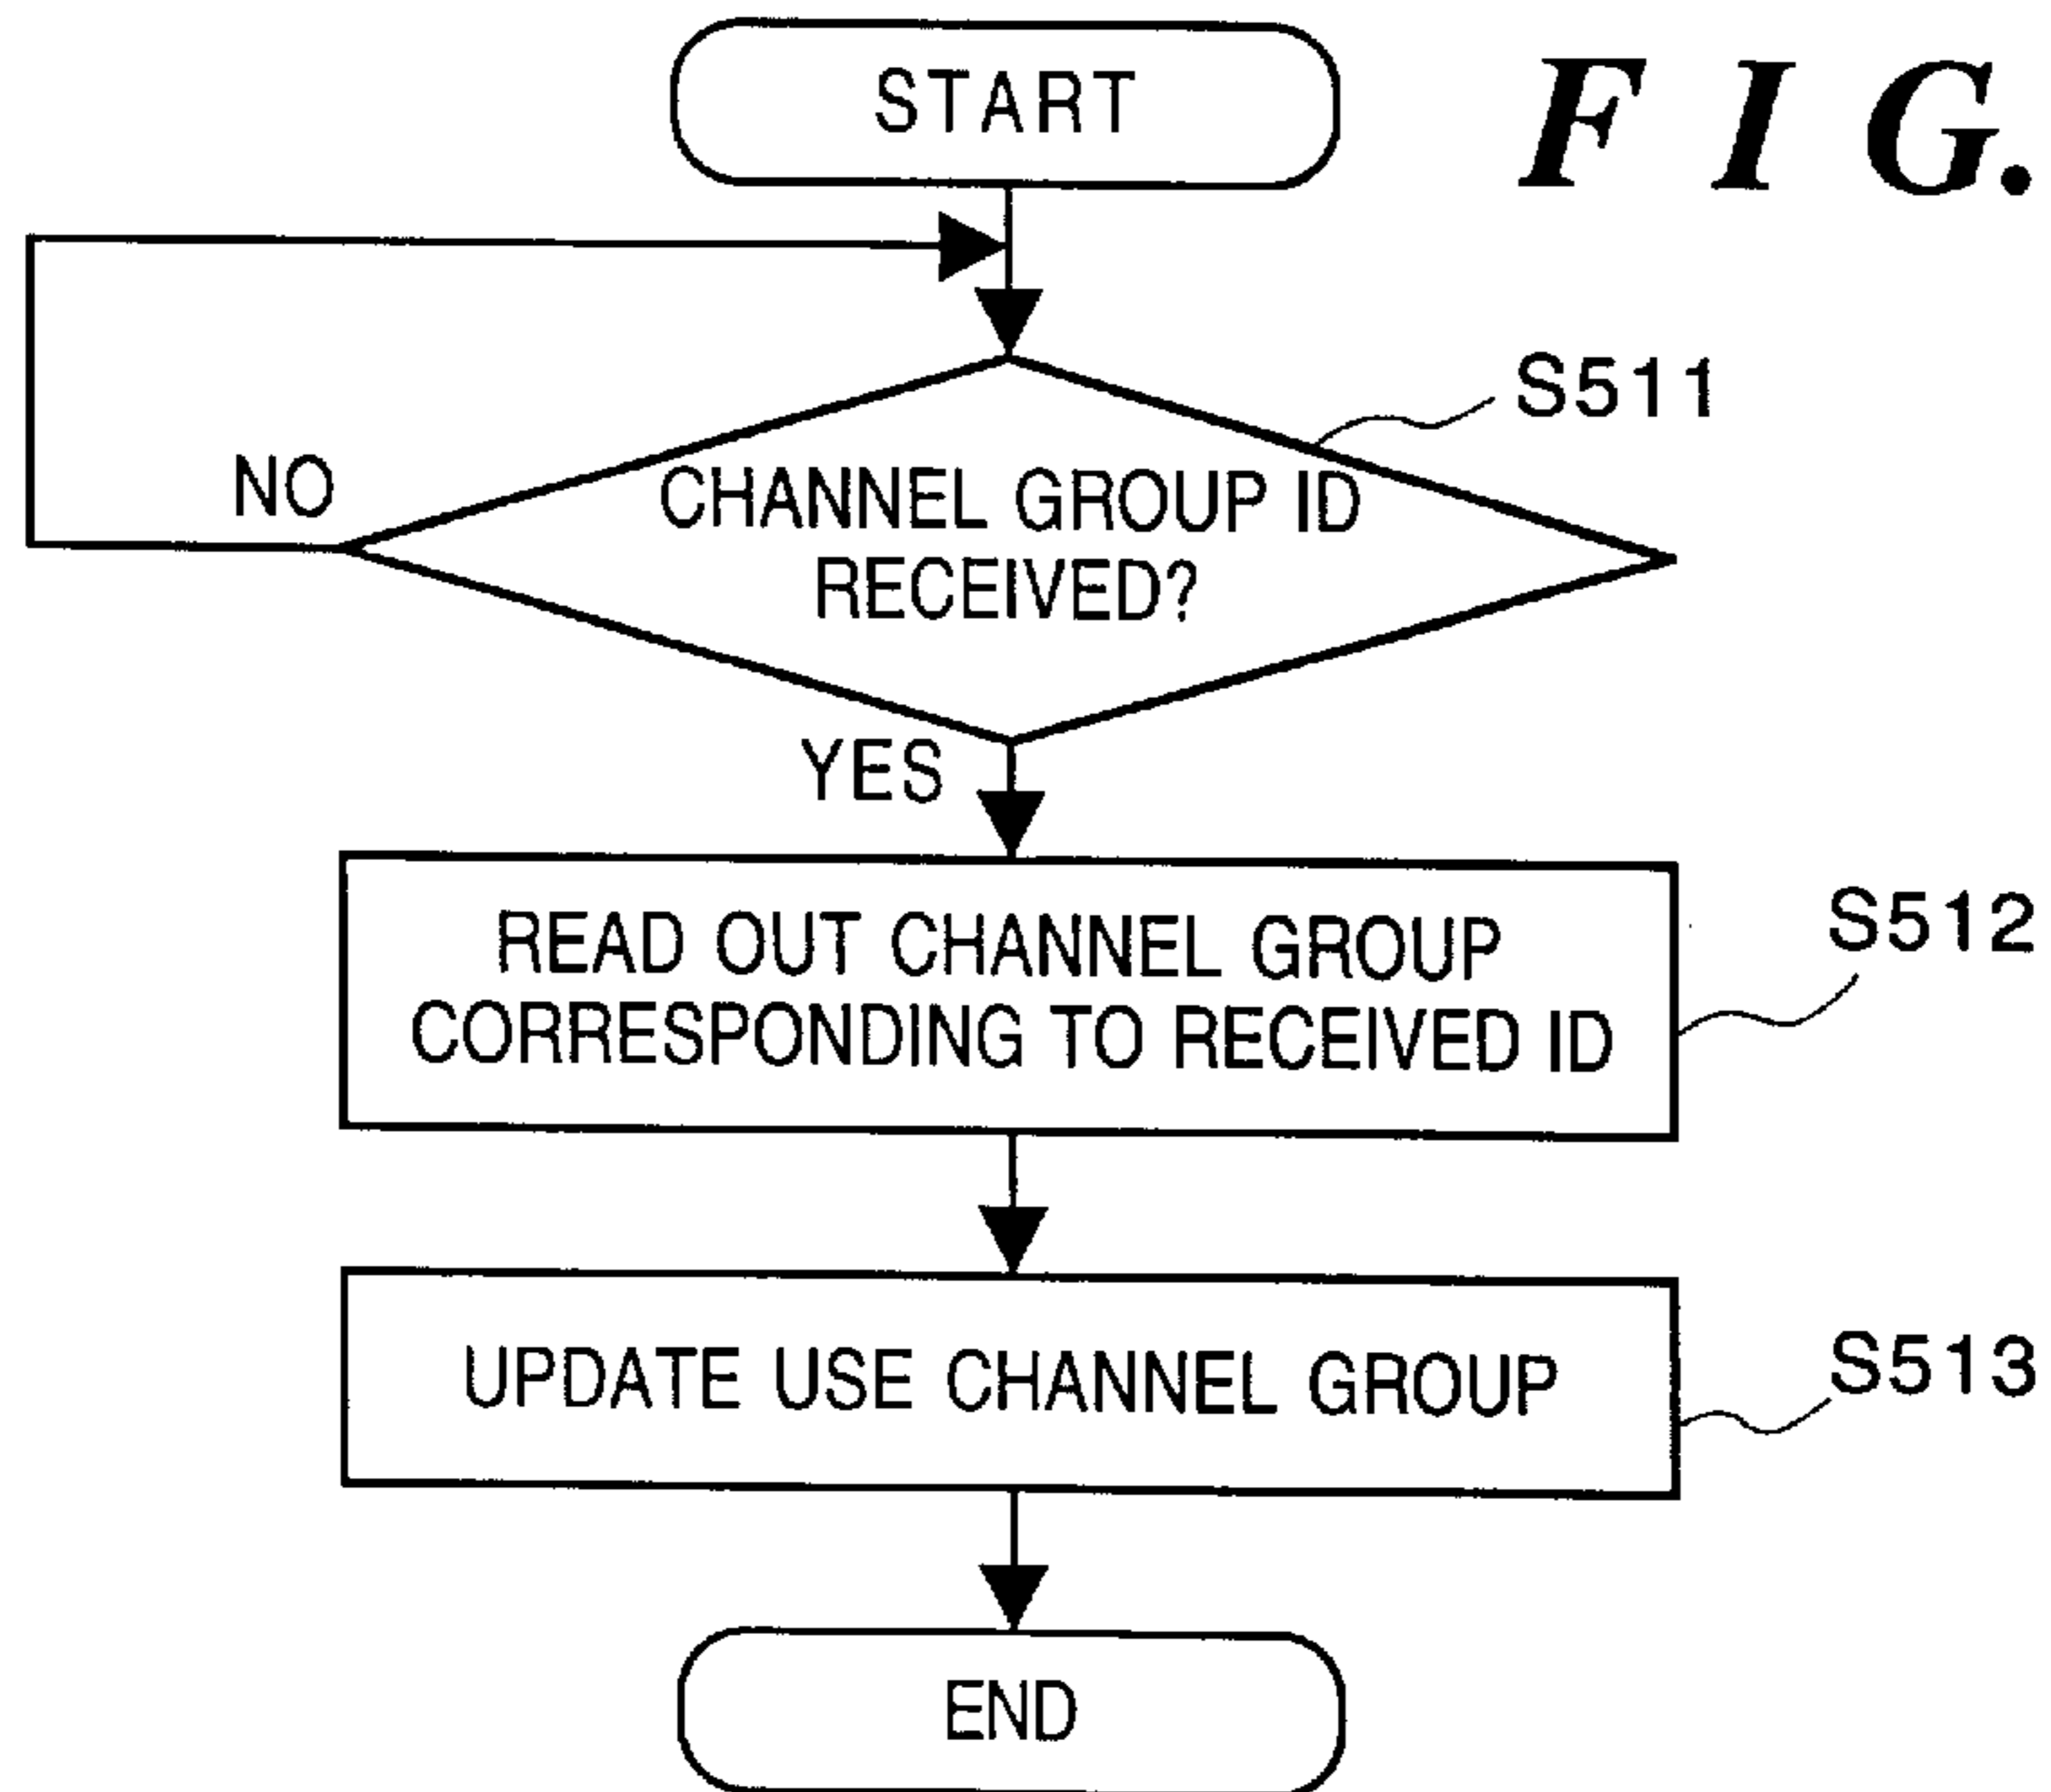 START
F I G.
S511
NO
CHANNEL GROUP ID
RECEIVED?
YES
READ OUT CHANNEL GROUP
CORRESPONDING TO RECEIVED ID
S512
UPDATE USE CHANNEL GROUP
S513
END